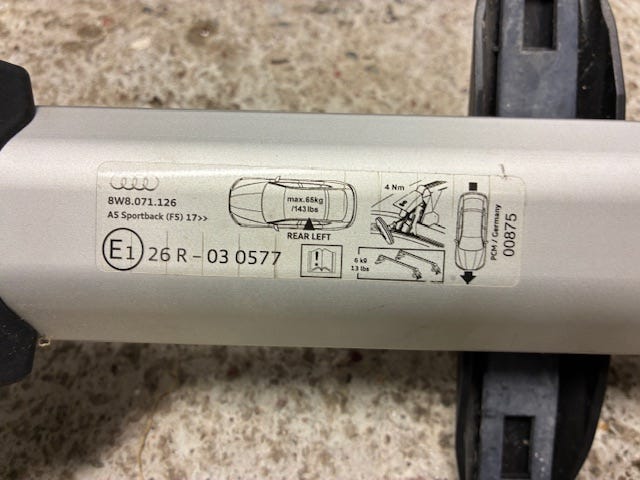 8W8.071.126
A5 Sportback (F5) 17>>
E1 26 R - 03 0577
max. 65kg
/143 lbs
REAR LEFT
!
4 Nm
6 kg
13 lbs
PCM / Germany
00875